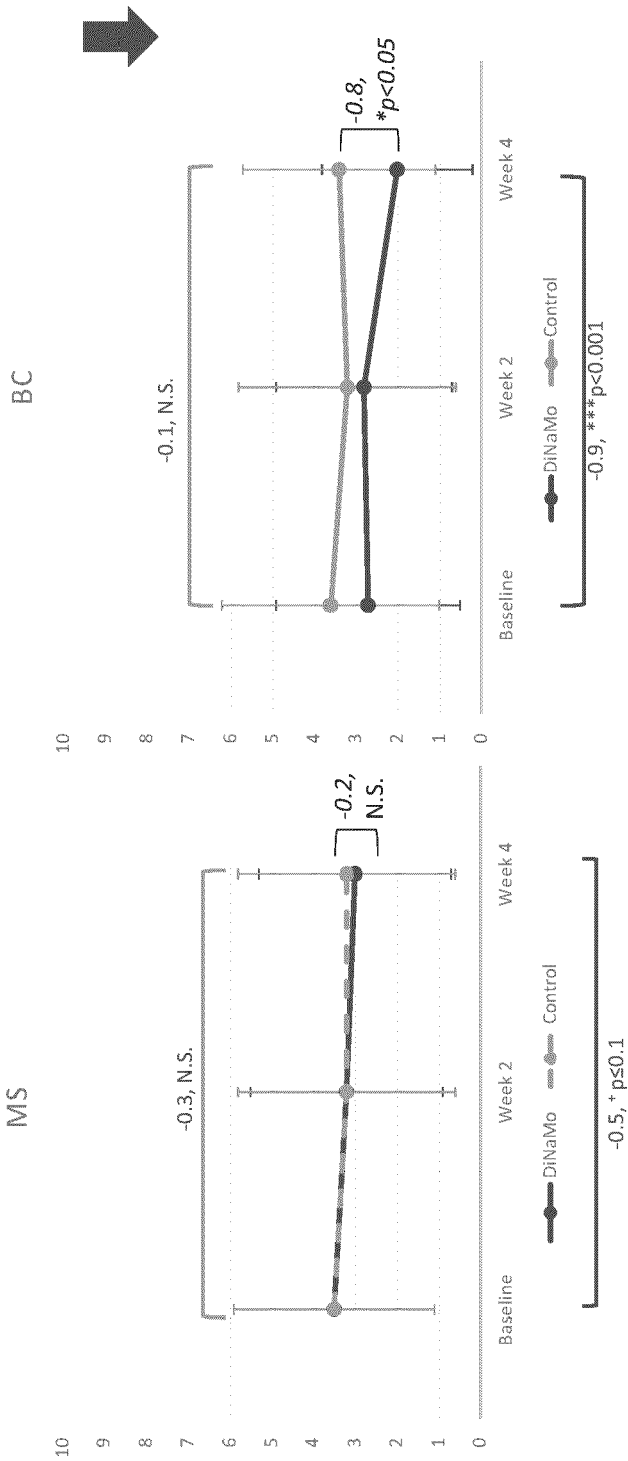 MS
10
9
8
7
6
5
4
3
2
1
0
-0.3, N.S.
-0.2,
N.S.
Baseline
Week 2
Week 4
DiNaMo
Control
-0.5, ⁺ p≤0.1
BC
10
9
8
7
6
5
4
3
2
1
0
-0.1, N.S.
-0.8,
*p<0.05
Baseline
Week 2
Week 4
DiNaMo
Control
-0.9, ***p<0.001